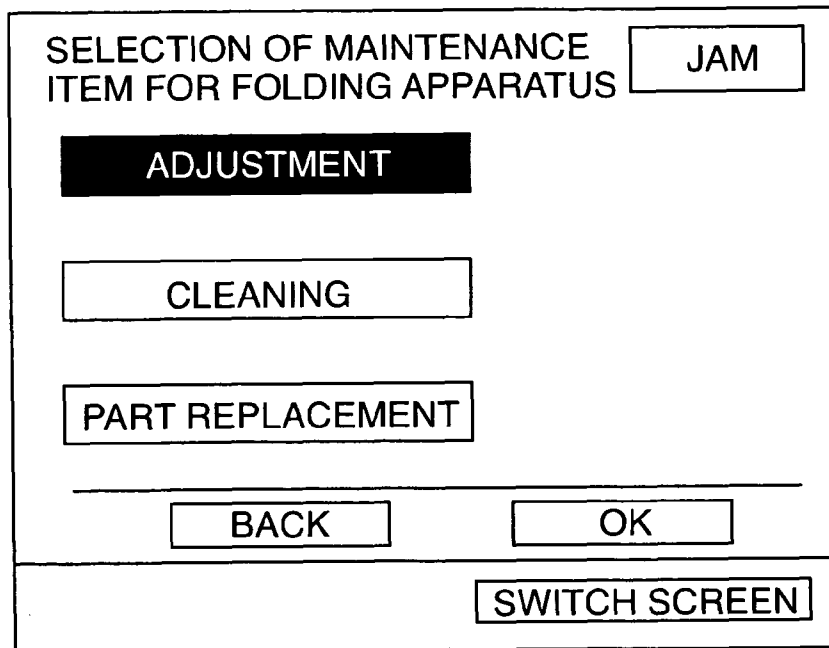 SELECTION OF MAINTENANCE
ITEM FOR FOLDING APPARATUS
JAM
ADJUSTMENT
CLEANING
PART REPLACEMENT
BACK
OK
SWITCH SCREEN